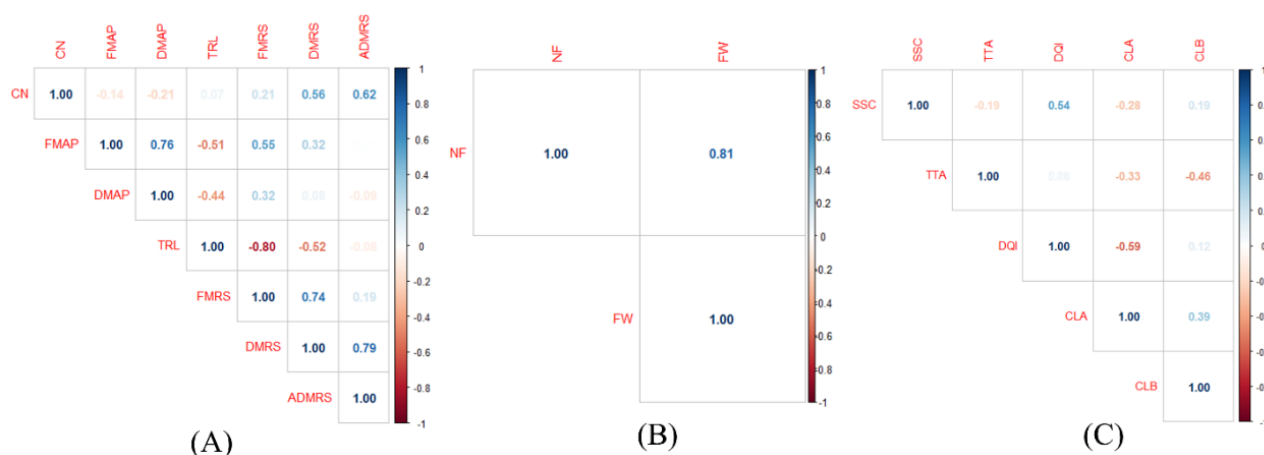 CN FMAP DMAP TRL FMRS DMRS ADMRS
CN 1.00 -0.14 -0.21 0.07 0.21 0.56 0.62
FMAP 1.00 0.76 -0.51 0.55 0.32
DMAP 1.00 -0.44 0.32 0.08 -0.09
TRL 1.00 -0.80 -0.52 -0.08
FMRS 1.00 0.74 0.19
DMRS 1.00 0.79
ADMRS 1.00
1
0.8
0.6
0.4
0.2
0
-0.2
-0.4
-0.6
-0.8
-1
(A)
NF FW
NF 1.00 0.81
FW 1.00
1
0.8
0.6
0.4
0.2
0
-0.2
-0.4
-0.6
-0.8
-1
(B)
SSC TTA DQI CLA CLB
SSC 1.00 -0.19 0.54 -0.28 0.19
TTA 1.00 0.06 -0.33 -0.46
DQI 1.00 -0.59 0.12
CLA 1.00 0.39
CLB 1.00
(C)